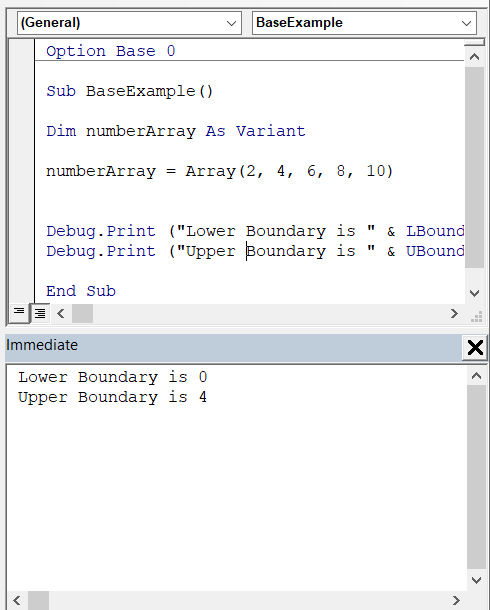 (General) BaseExample
Option Base 0
Sub BaseExample()
Dim numberArray As Variant
numberArray = Array(2, 4, 6, 8, 10)
Debug.Print ("Lower Boundary is " & LBound
Debug.Print ("Upper Boundary is " & UBound
End Sub
Immediate
Lower Boundary is 0
Upper Boundary is 4